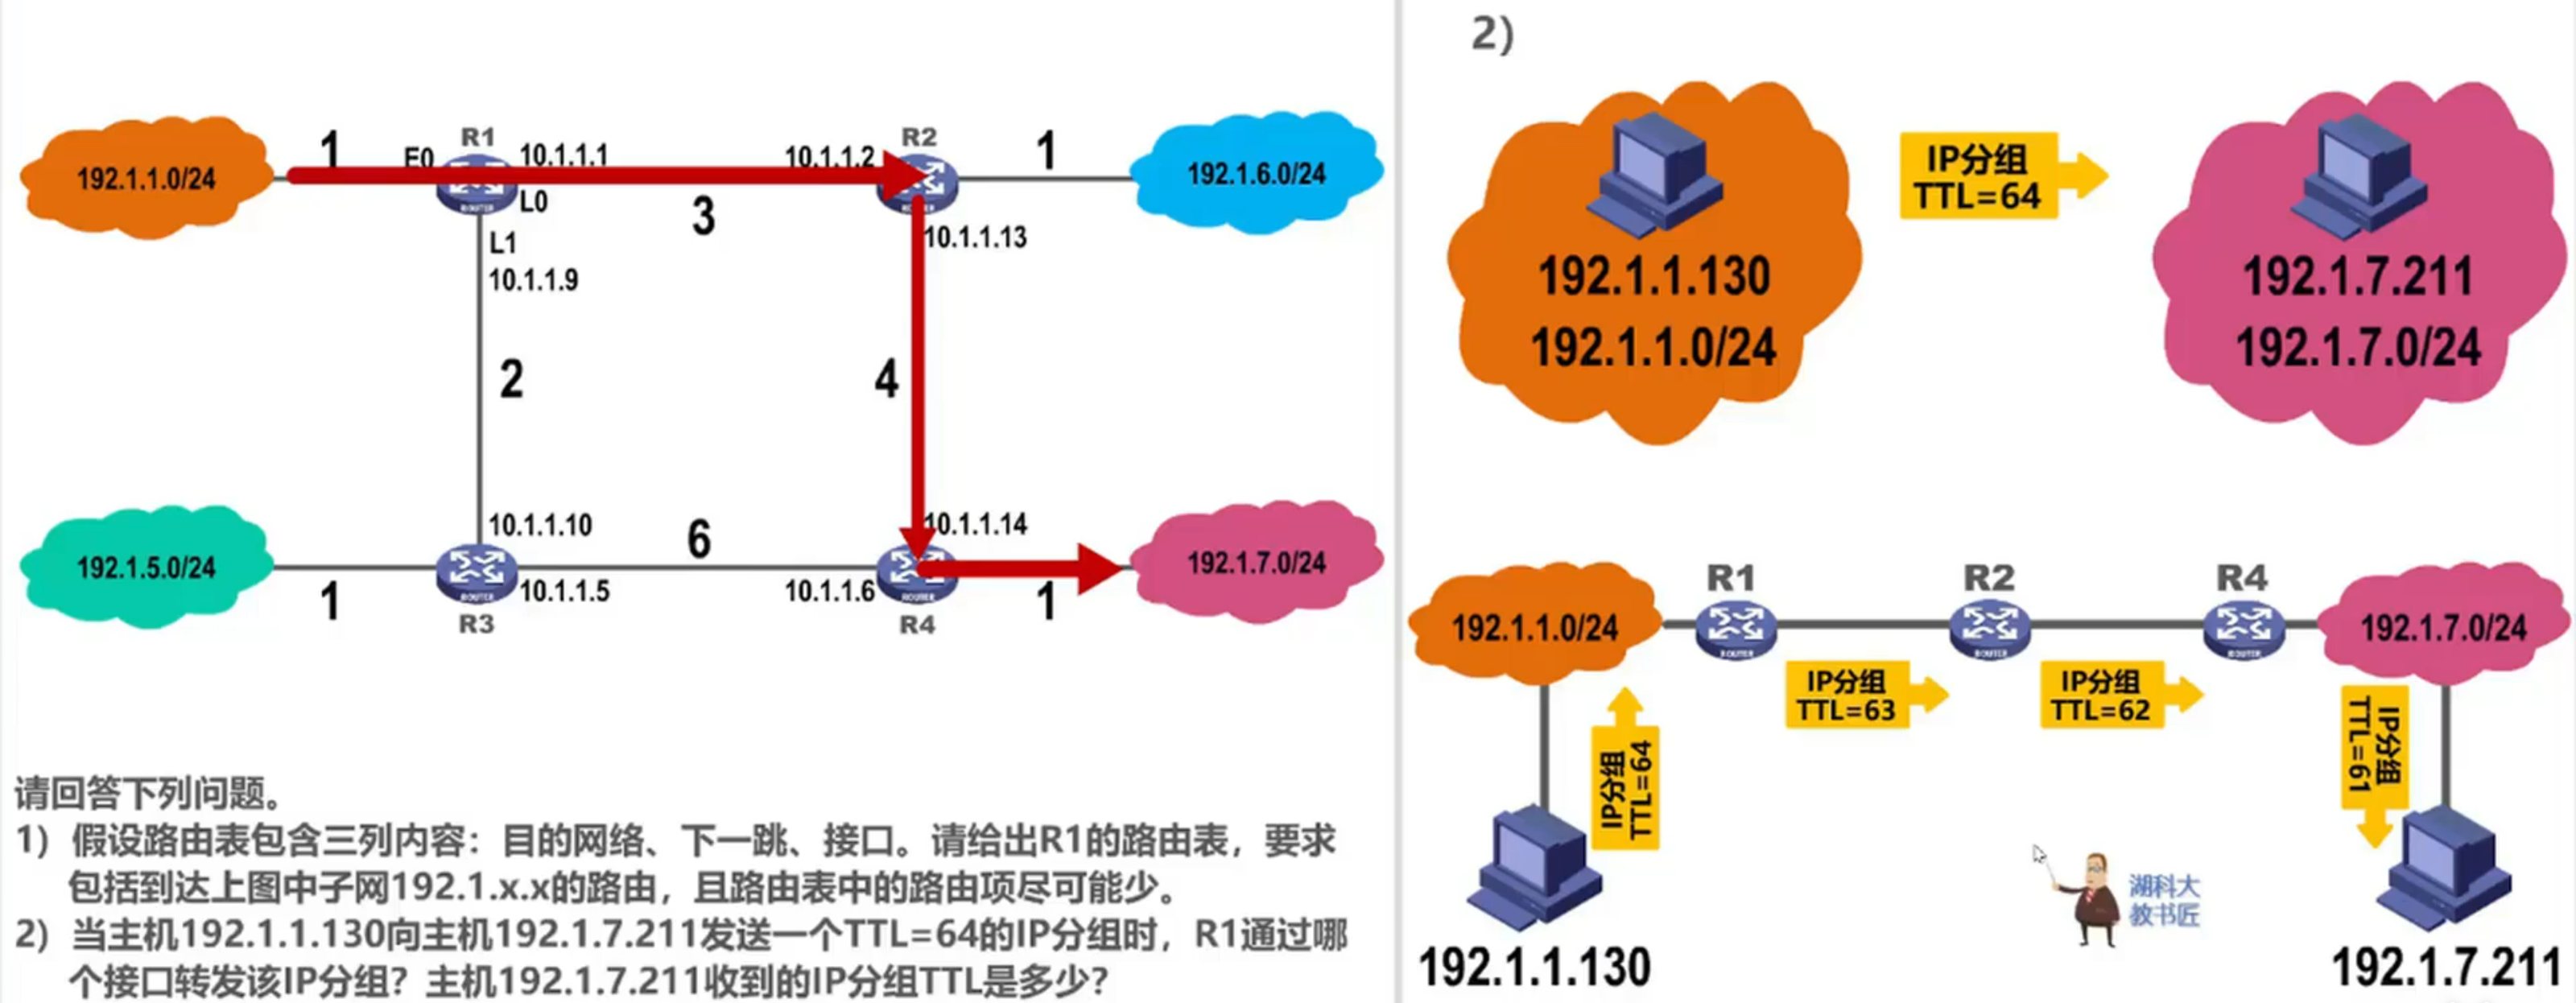 R1
R2
1
E0
10.1.1.1
10.1.1.2
1
192.1.1.0/24
192.1.6.0/24
L0
3
L1
10.1.1.13
10.1.1.9
2
4
10.1.1.10
6
10.1.1.14
192.1.5.0/24
192.1.7.0/24
1
10.1.1.5
10.1.1.6
1
R3
R4
ROUTER
ROUTER
ROUTER
ROUTER
请回答下列问题。
1）假设路由表包含三列内容：目的网络、下一跳、接口。请给出R1的路由表，要求
包括到达上图中子网192.1.x.x的路由，且路由表中的路由项尽可能少。
2）当主机192.1.1.130向主机192.1.7.211发送一个TTL=64的IP分组时，R1通过哪
个接口转发该IP分组？主机192.1.7.211收到的IP分组TTL是多少？
2)
IP分组
TTL=64
192.1.1.130
192.1.1.0/24
192.1.7.211
192.1.7.0/24
R1
R2
R4
192.1.1.0/24
192.1.7.0/24
ROUTER
ROUTER
ROUTER
IP分组
TTL=64
IP分组
TTL=63
IP分组
TTL=62
IP分组
TTL=61
湖科大
教书匠
192.1.1.130
192.1.7.211